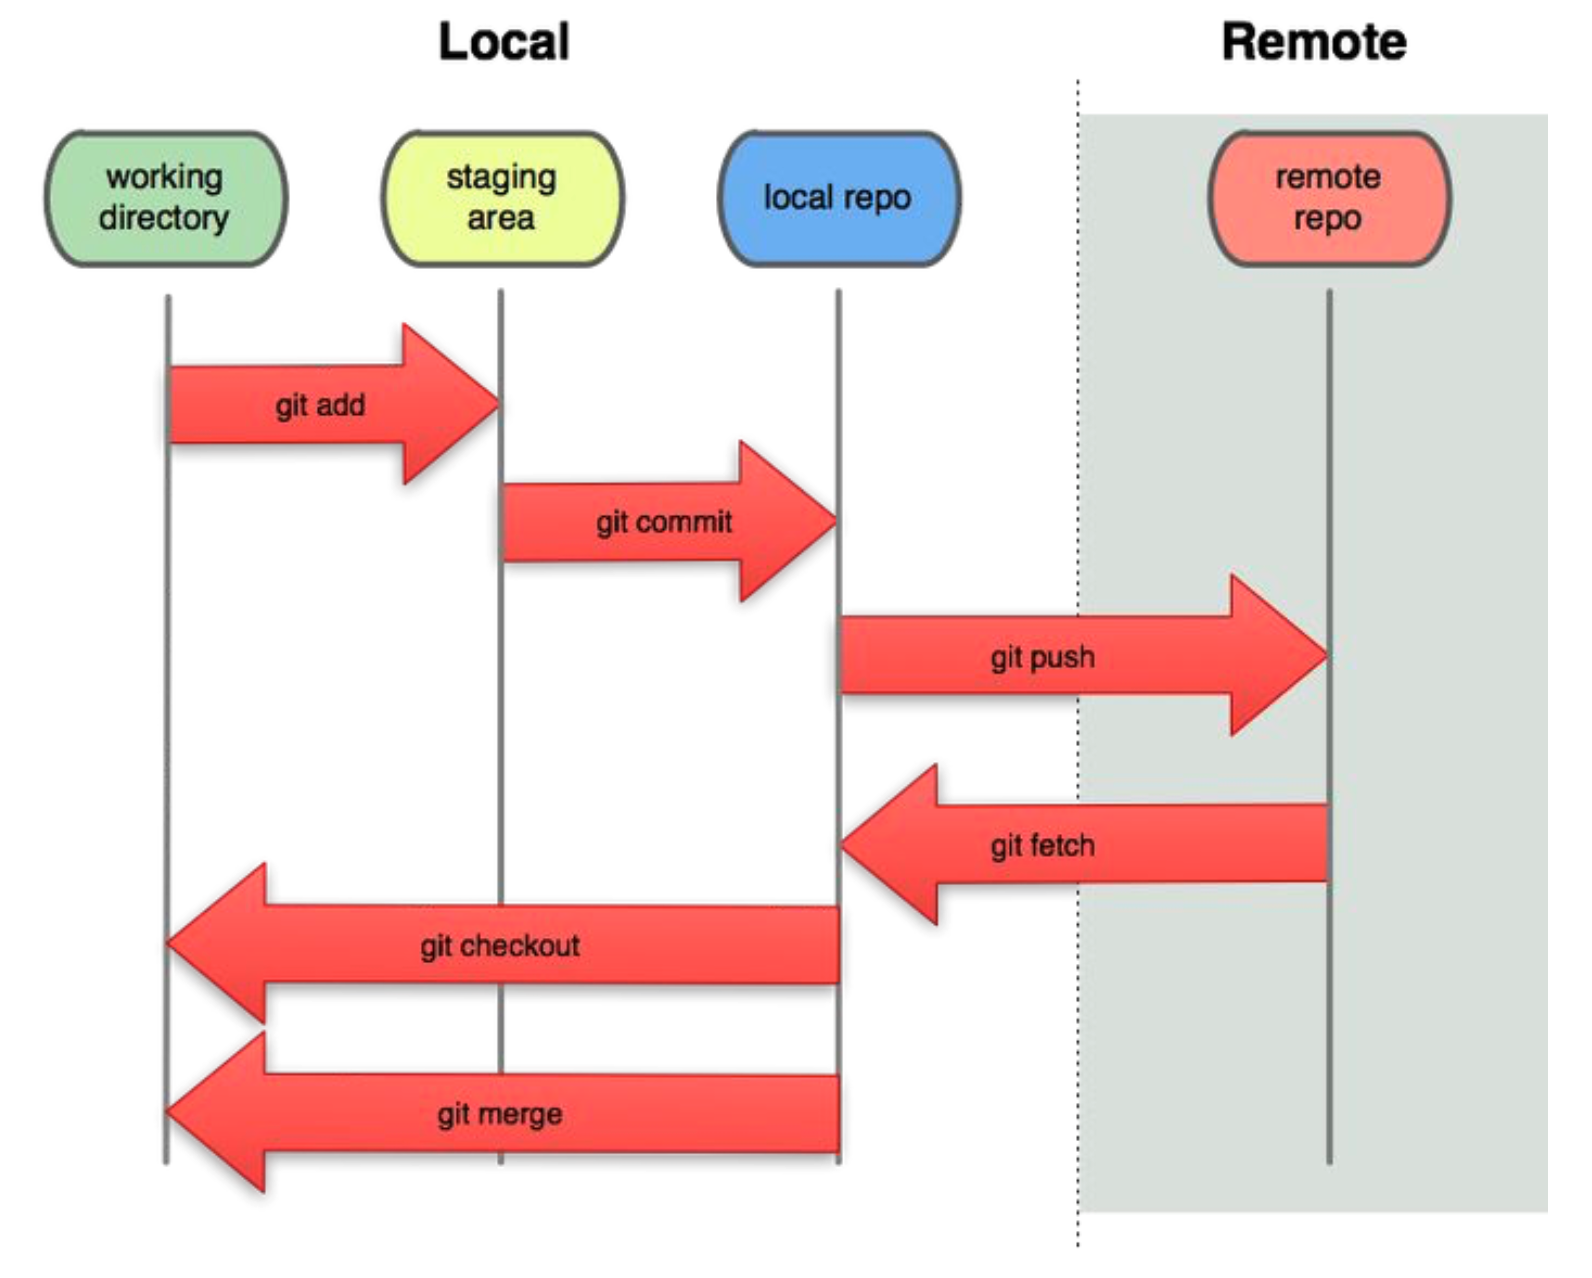 Local
Remote
working
directory
staging
area
local repo
remote
repo
git add
git commit
git push
git fetch
git checkout
git merge